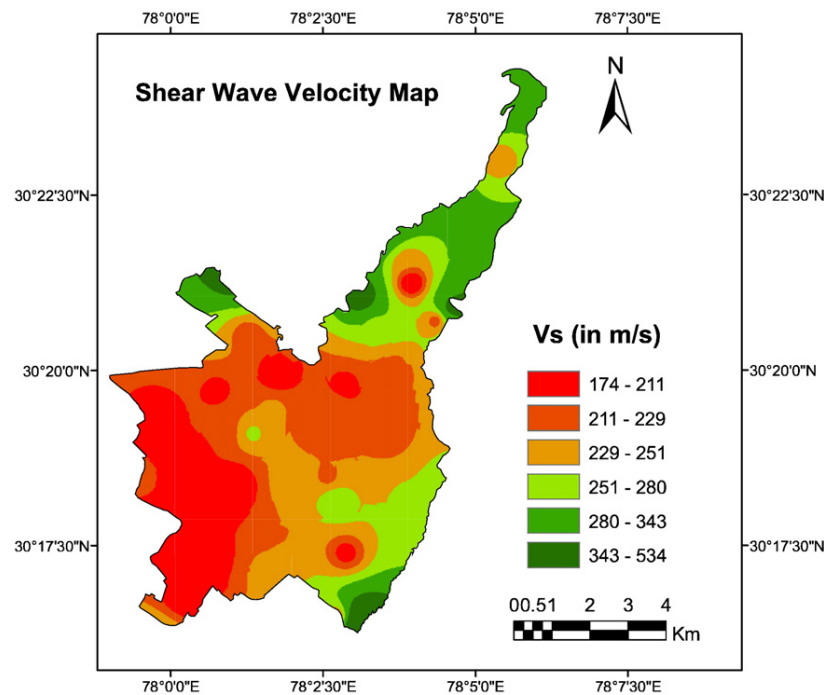 78°0'0"E 78°2'30"E 78°5'0"E 78°7'30"E
Shear Wave Velocity Map
N
30°22'30"N 30°22'30"N
30°20'0"N 30°20'0"N
30°17'30"N 30°17'30"N
Vs (in m/s)
174 - 211
211 - 229
229 - 251
251 - 280
280 - 343
343 - 534
00.51 2 3 4
Km
78°0'0"E 78°2'30"E 78°5'0"E 78°7'30"E